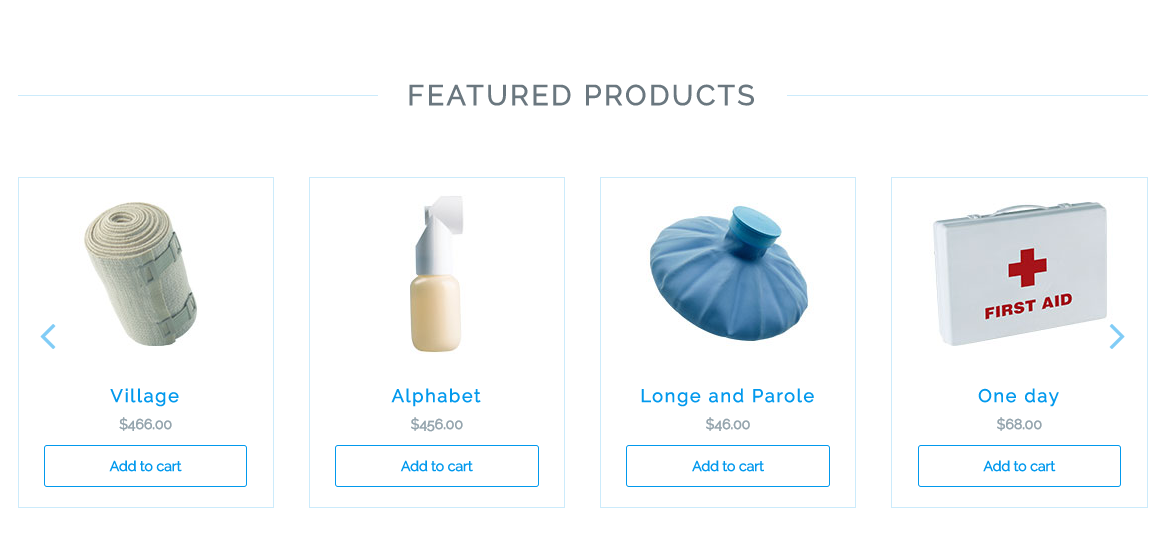 FEATURED PRODUCTS
FIRST AID
Village
$466.00
Add to cart
Alphabet
$456.00
Add to cart
Longe and Parole
$46.00
Add to cart
One day
$68.00
Add to cart